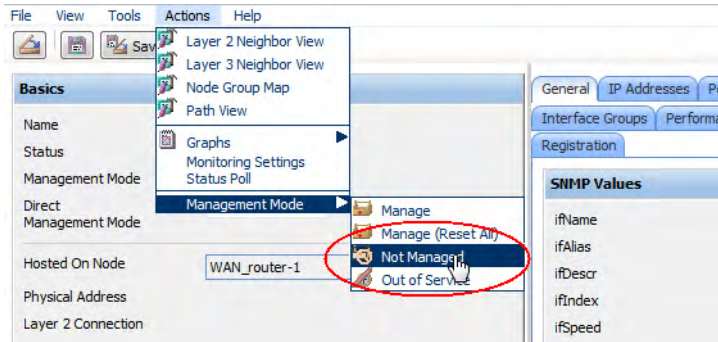 File View Tools Actions Help
Sav
Layer 2 Neighbor View
Layer 3 Neighbor View
Node Group Map
Path View
Graphs
Monitoring Settings
Status Poll
Management Mode
Manage
Manage (Reset All)
Not Managed
Out of Service
Basics
Name
Status
Management Mode
Direct
Management Mode
Hosted On Node WAN_router-1
Physical Address
Layer 2 Connection
General IP Addresses
Interface Groups Performa
Registration
SNMP Values
ifName
ifAlias
ifDescr
ifIndex
ifSpeed